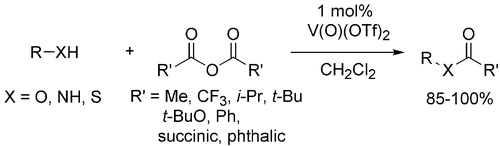 R-XH
+
R' O O O R'
1 mol%
V(O)(OTf)2
CH2Cl2
R X O R'
X = O, NH, S
R' = Me, CF3, i-Pr, t-Bu
t-BuO, Ph,
succinic, phthalic
85-100%